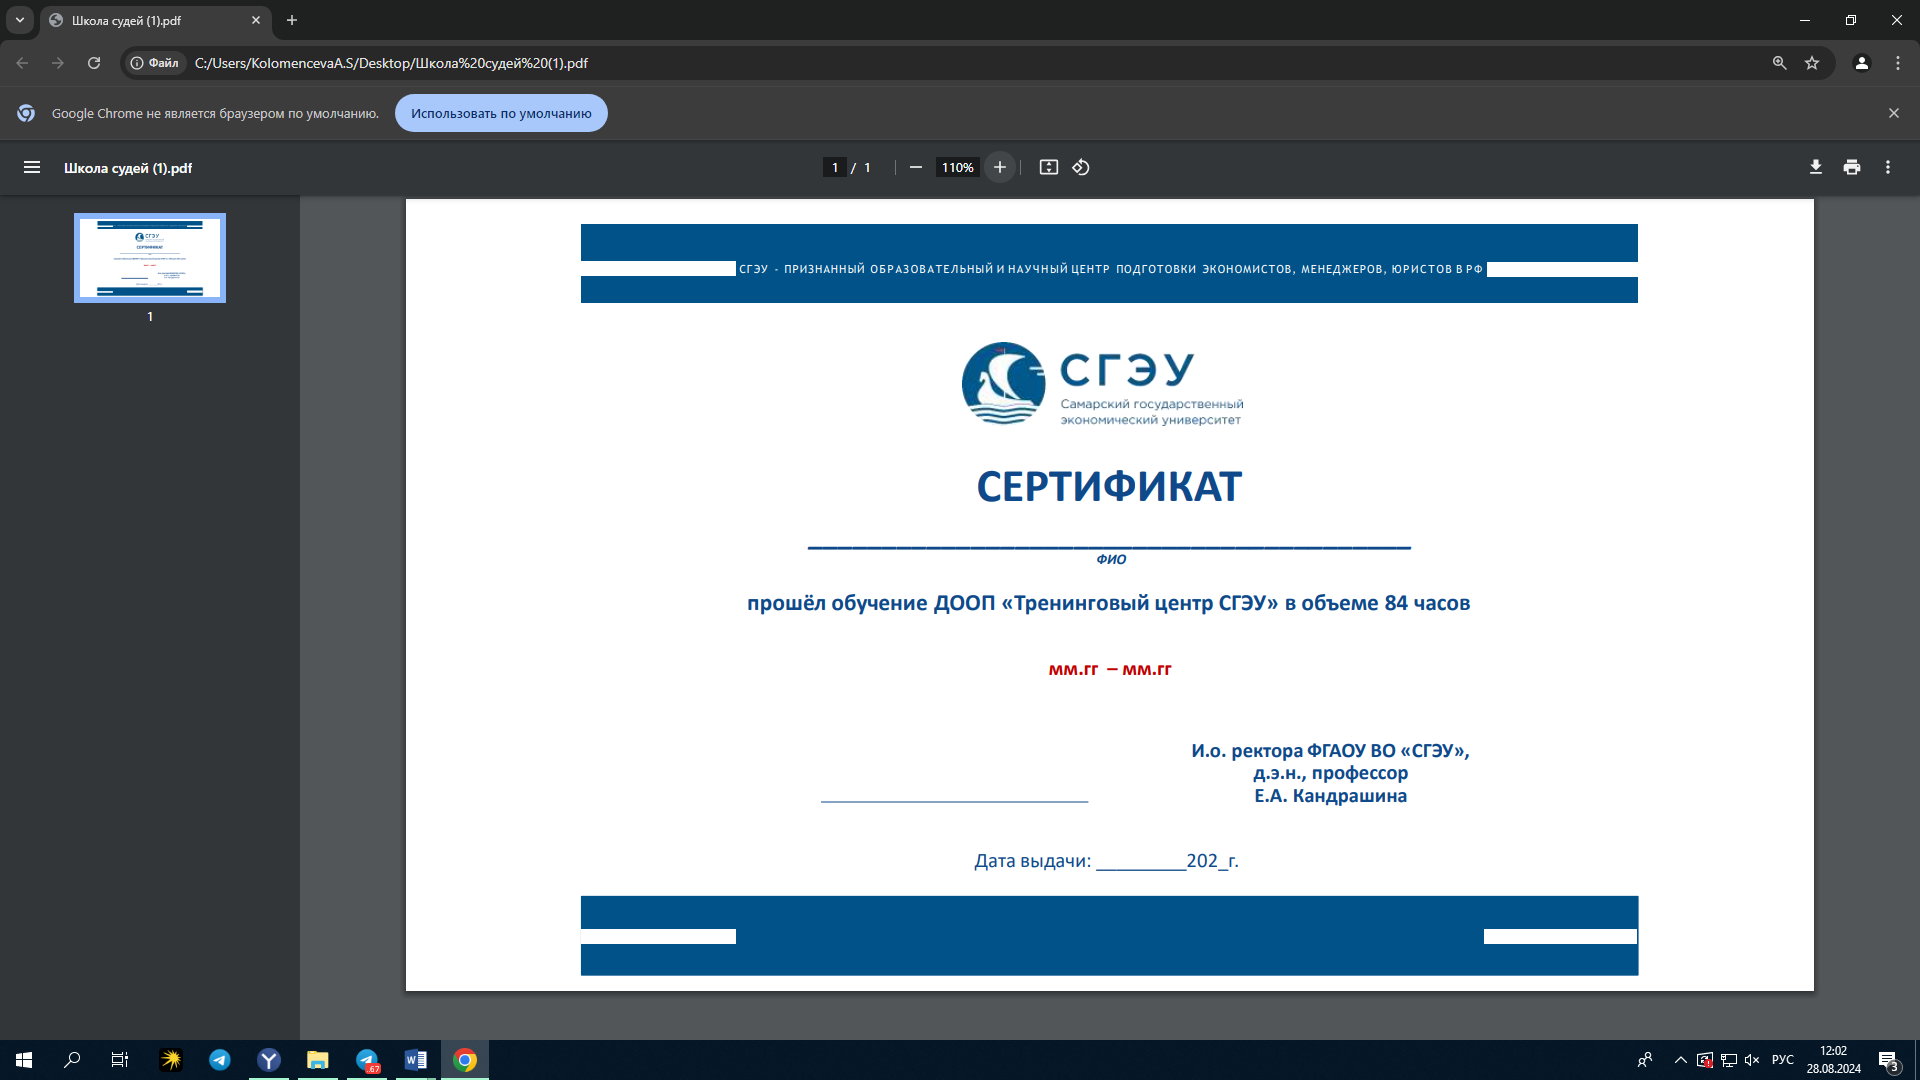 Школа судей (1).pdf
Файл
C:/Users/KolomencevaA.S/Desktop/Школа%20судей%20(1).pdf
Google Chrome не является браузером по умолчанию.
Использовать по умолчанию
Школа судей (1).pdf
1 / 1
110%
1
СГЭУ - ПРИЗНАННЫЙ ОБРАЗОВАТЕЛЬНЫЙ И НАУЧНЫЙ ЦЕНТР ПОДГОТОВКИ ЭКОНОМИСТОВ, МЕНЕДЖЕРОВ, ЮРИСТОВ В РФ
СГЭУ
Самарский государственный
экономический университет
СЕРТИФИКАТ
ФИО
прошёл обучение ДООП «Тренинговый центр СГЭУ» в объеме 84 часов
мм.гг – мм.гг
И.о. ректора ФГАОУ ВО «СГЭУ»,
д.э.н., профессор
Е.А. Кандрашина
Дата выдачи: _________202_г.
67
РУС
12:02
28.08.2024
3